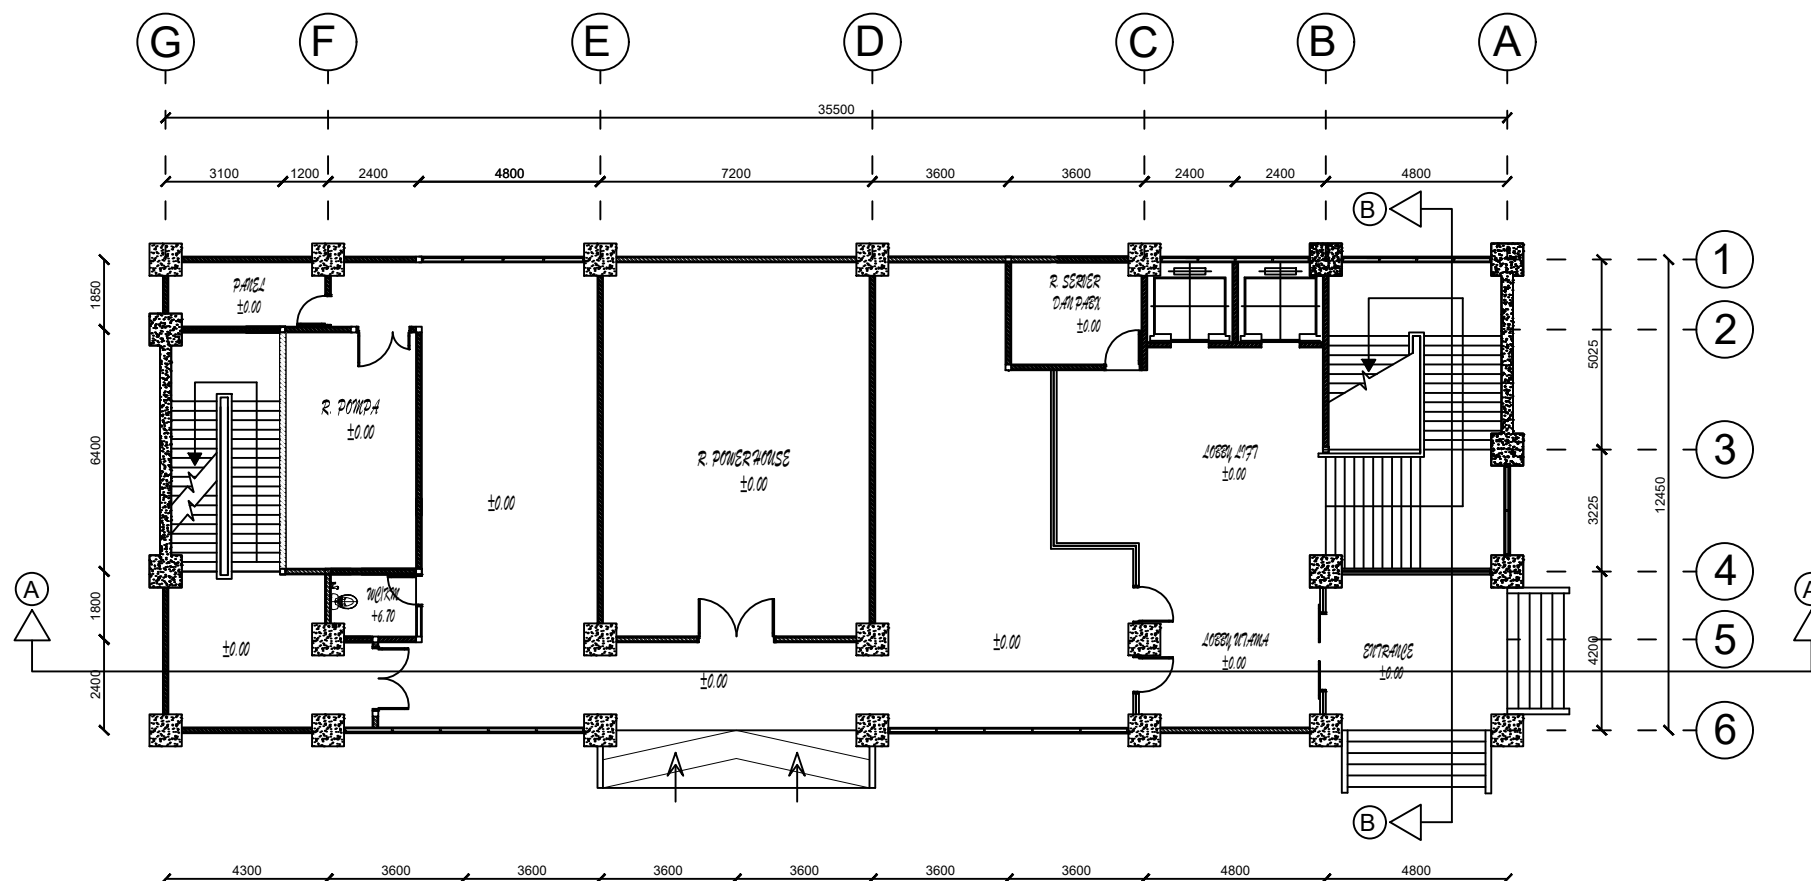 G F E D C B A
35500
3100 1200 2400 4800 7200 3600 3600 2400 2400 4800
B
1
PANEL
±0.00
R. SERVER
DAN PABX
±0.00
1850
2
5025
R. POMPA
±0.00
6400
LOBBY LIFT
±0.00
3
R. POWER HOUSE
±0.00
±0.00
3225
12450
4
A
A
WC/KM
+6.70
1800
5
4200
±0.00
±0.00
LOBBY UTAMA
±0.00
ENTRANCE
±0.00
2400
±0.00
6
B
4300 3600 3600 3600 3600 3600 3600 4800 4800